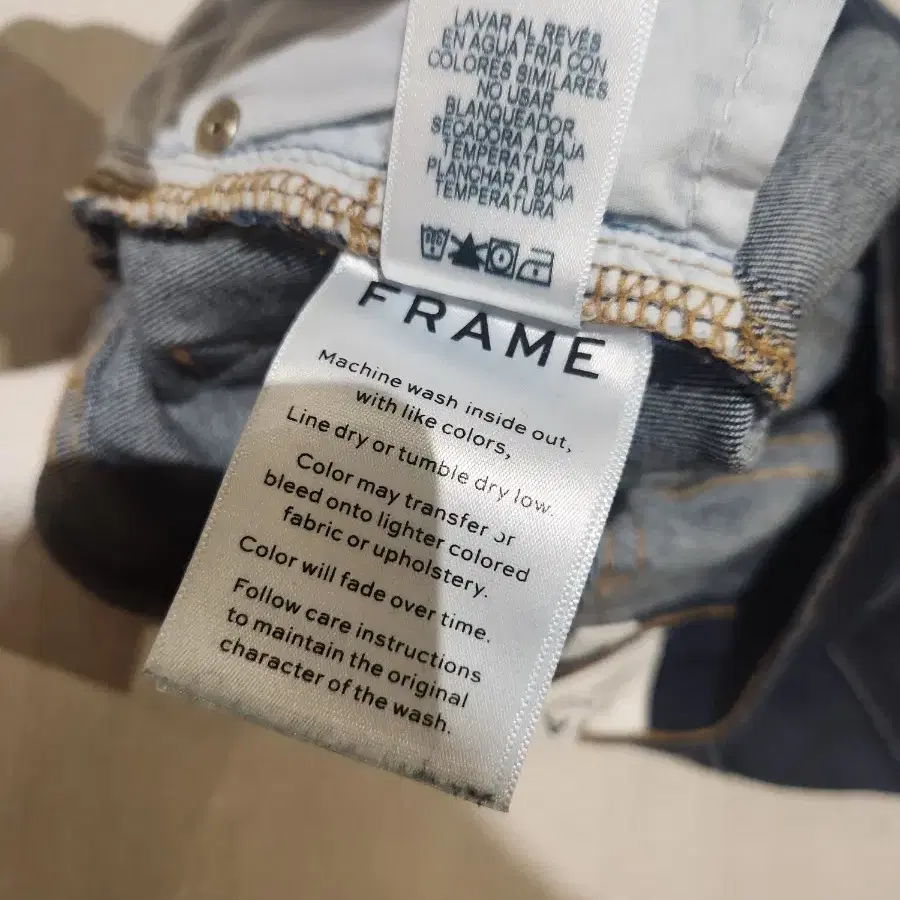 LAVAR AL REVÉS
EN AGUA FRIA CON
COLORES SIMILARES
NO USAR
BLANQUEADOR
SECADORA A BAJA
TEMPERATURA
PLANCHAR A BAJA
TEMPERATURA
FRAME
Machine wash inside out,
with like colors,
Line dry or tumble dry low.
Color may transfer or
bleed onto lighter colored
fabric or upholstery.
Color will fade over time.
Follow care instructions
to maintain the original
character of the wash.